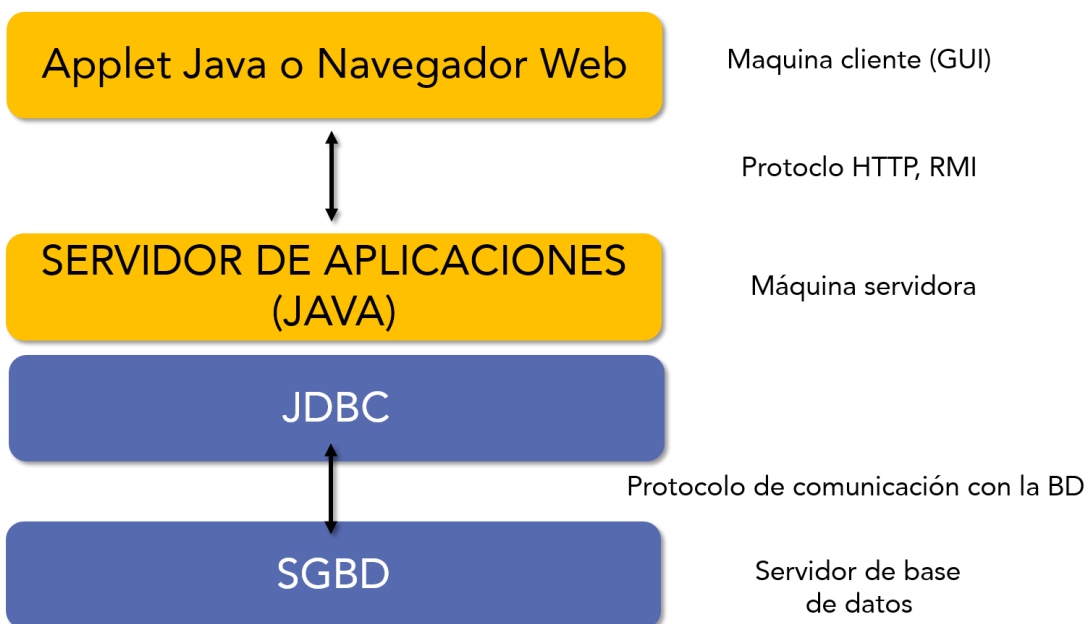 Applet Java o Navegador Web
Maquina cliente (GUI)
Protoclo HTTP, RMI
SERVIDOR DE APLICACIONES
(JAVA)
Máquina servidora
JDBC
Protocolo de comunicación con la BD
SGBD
Servidor de base
de datos